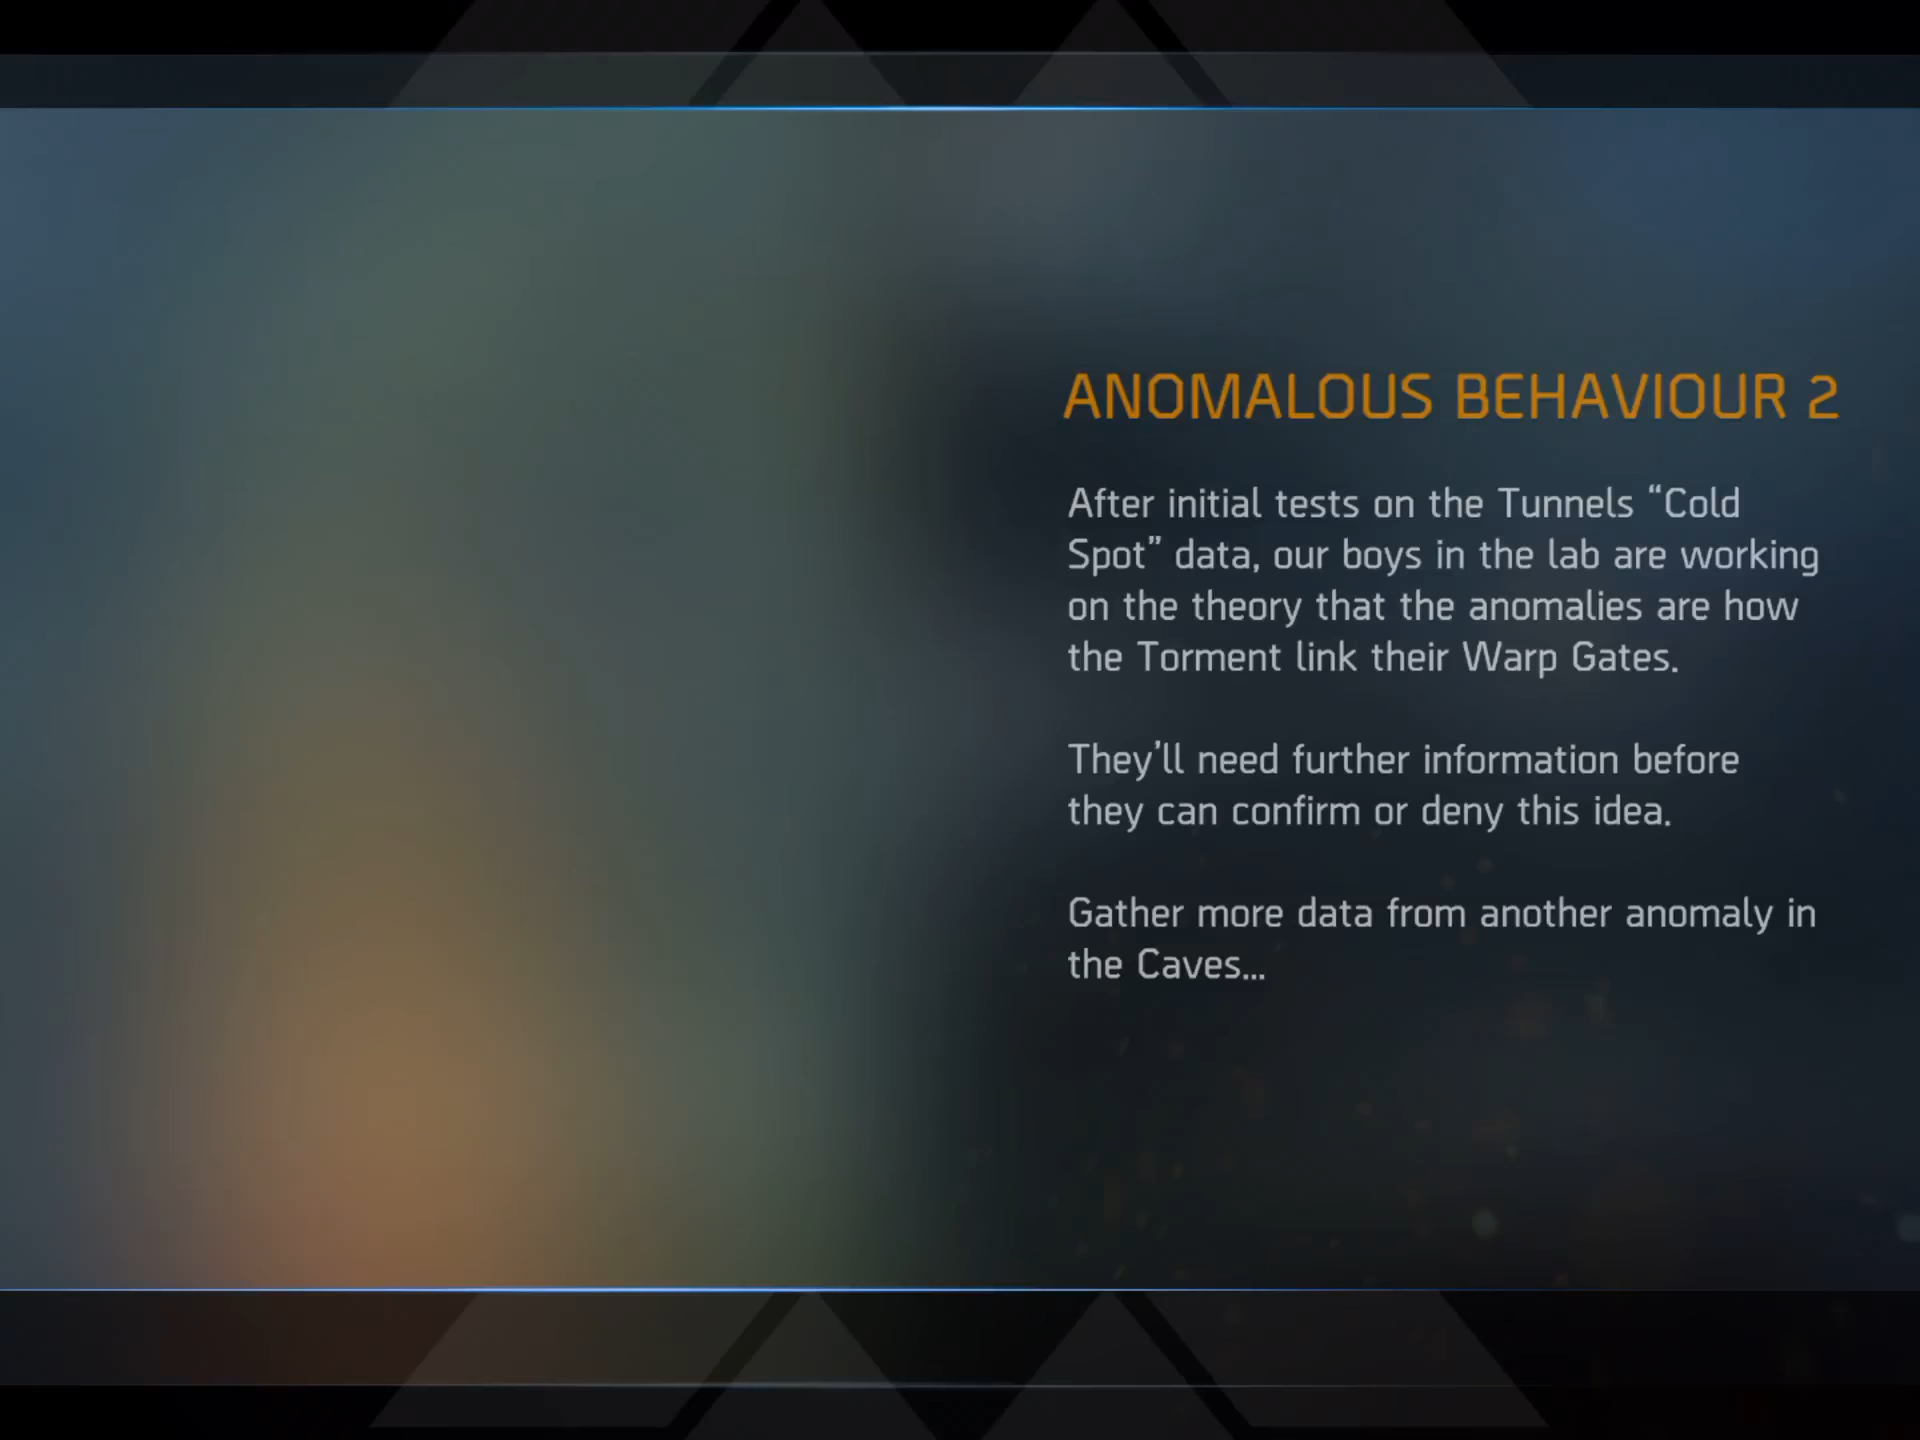 ANOMALOUS BEHAVIOUR 2
After initial tests on the Tunnels “Cold
Spot” data, our boys in the lab are working
on the theory that the anomalies are how
the Torment link their Warp Gates.
They’ll need further information before
they can confirm or deny this idea.
Gather more data from another anomaly in
the Caves...